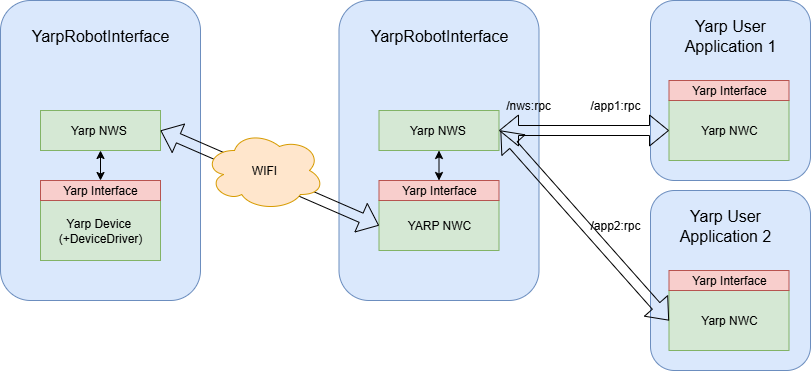 YarpRobotInterface
Yarp NWS
Yarp Interface
Yarp Device
(+DeviceDriver)
WIFI
YarpRobotInterface
Yarp NWS
Yarp Interface
YARP NWC
/nws:rpc
/app1:rpc
/app2:rpc
Yarp User
Application 1
Yarp Interface
Yarp NWC
Yarp User
Application 2
Yarp Interface
Yarp NWC